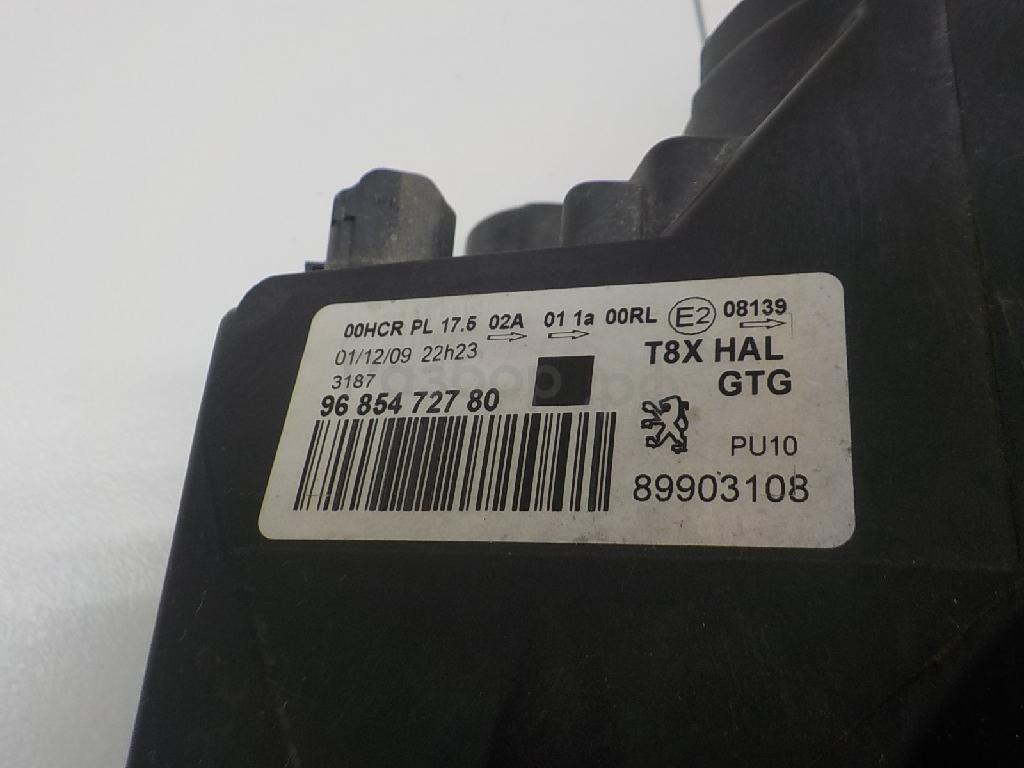 00HCR PL 17.5 02A 01 1a 00RL E2 08139
01/12/09 22h23
T8X HAL
3187
GTG
96 854 727 80
PU10
89903108